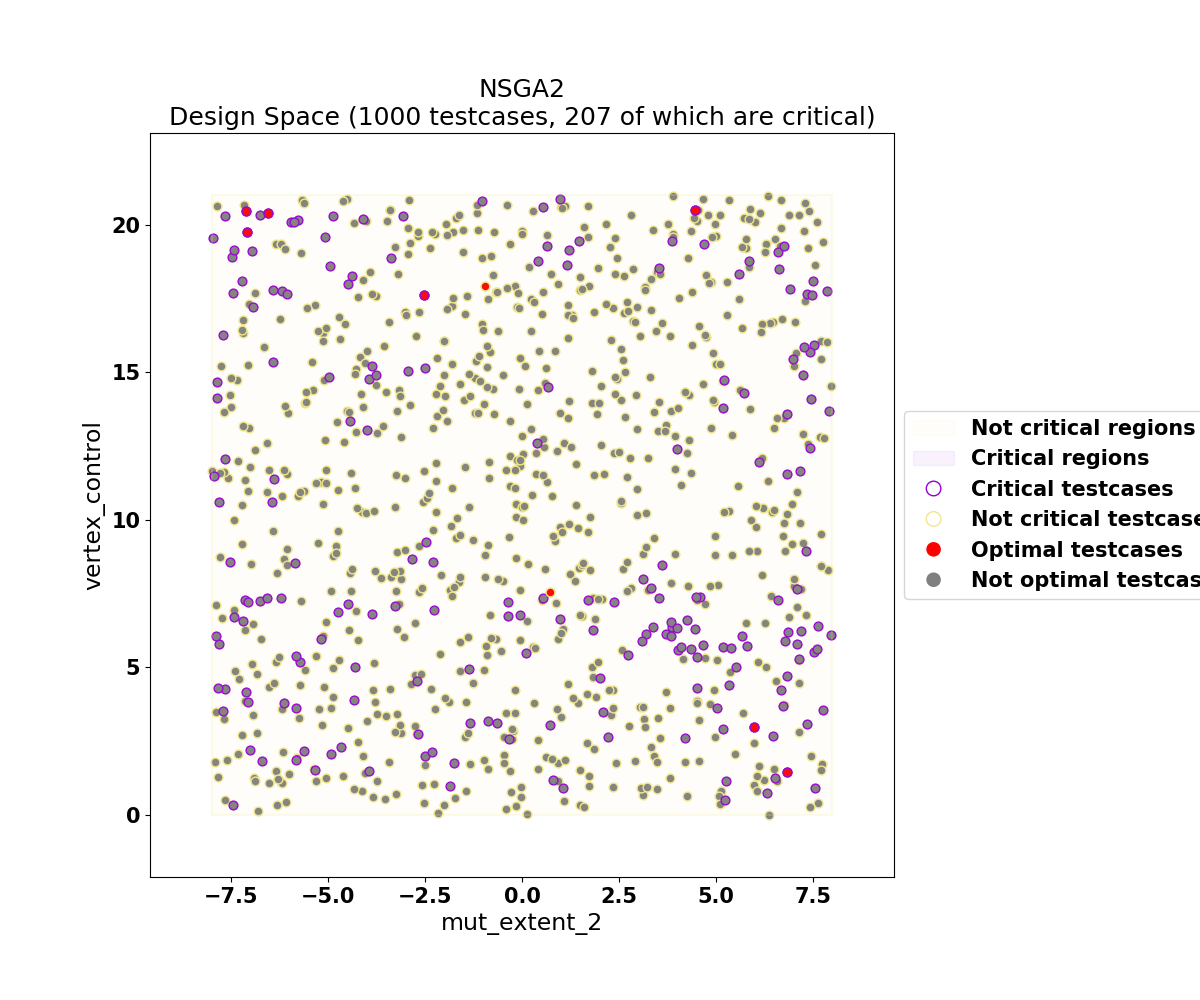 NSGA2
Design Space (1000 testcases, 207 of which are critical)
20
15
10
5
0
vertex_control
−7.5
−5.0
−2.5
0.0
2.5
5.0
7.5
mut_extent_2
Not critical regions
Critical regions
Critical testcases
Not critical testcase
Optimal testcases
Not optimal testcas